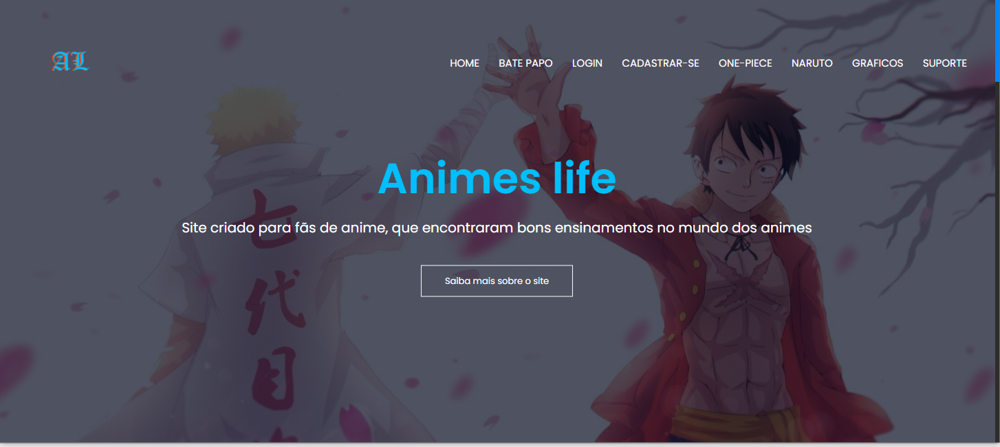 AL
HOME BATE PAPO LOGIN CADASTRAR-SE ONE-PIECE NARUTO GRAFICOS SUPORTE
Animes life
Site criado para fãs de anime, que encontraram bons ensinamentos no mundo dos animes
Saiba mais sobre o site
七
代
目